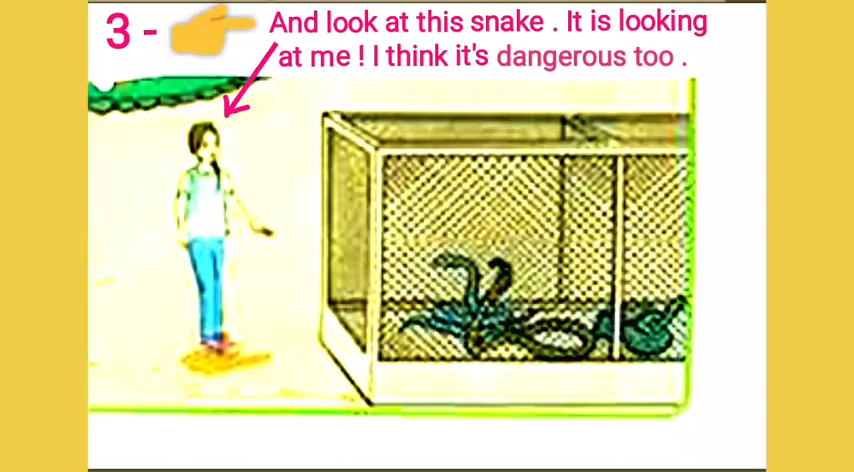 3 - And look at this snake . It is looking
at me ! I think it's dangerous too .